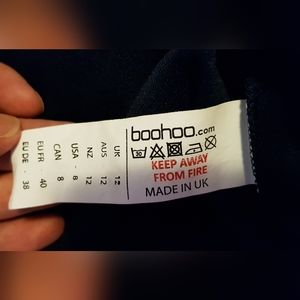 boohoo.com
30
KEEP AWAY
FROM FIRE
MADE IN UK
UK 12
AUS 12
NZ 12
USA - 8
CAN 8
EU FR 40
EU DE - 38